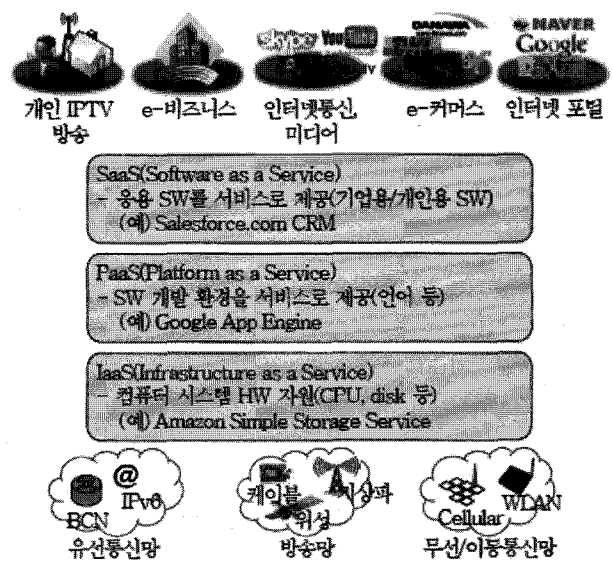 skype You Tube
DANAWA
NAVER
Google
개인 IPTV
방송
e-비즈니스
인터넷통신,
미디어
e-커머스
인터넷 포털
SaaS(Software as a Service)
- 응용 SW를 서비스로 제공(기업용/개인용 SW)
(예) Salesforce.com CRM
PaaS(Platform as a Service)
- SW 개발 환경을 서비스로 제공(언어 등)
(예) Google App Engine
IaaS(Infrastructure as a Service)
- 컴퓨터 시스템 HW 자원(CPU, disk 등)
(예) Amazon Simple Storage Service
@
IPv6
BCN
유선통신망
케이블
지상파
위성
방송망
Cellular
WLAN
무선/이동통신망